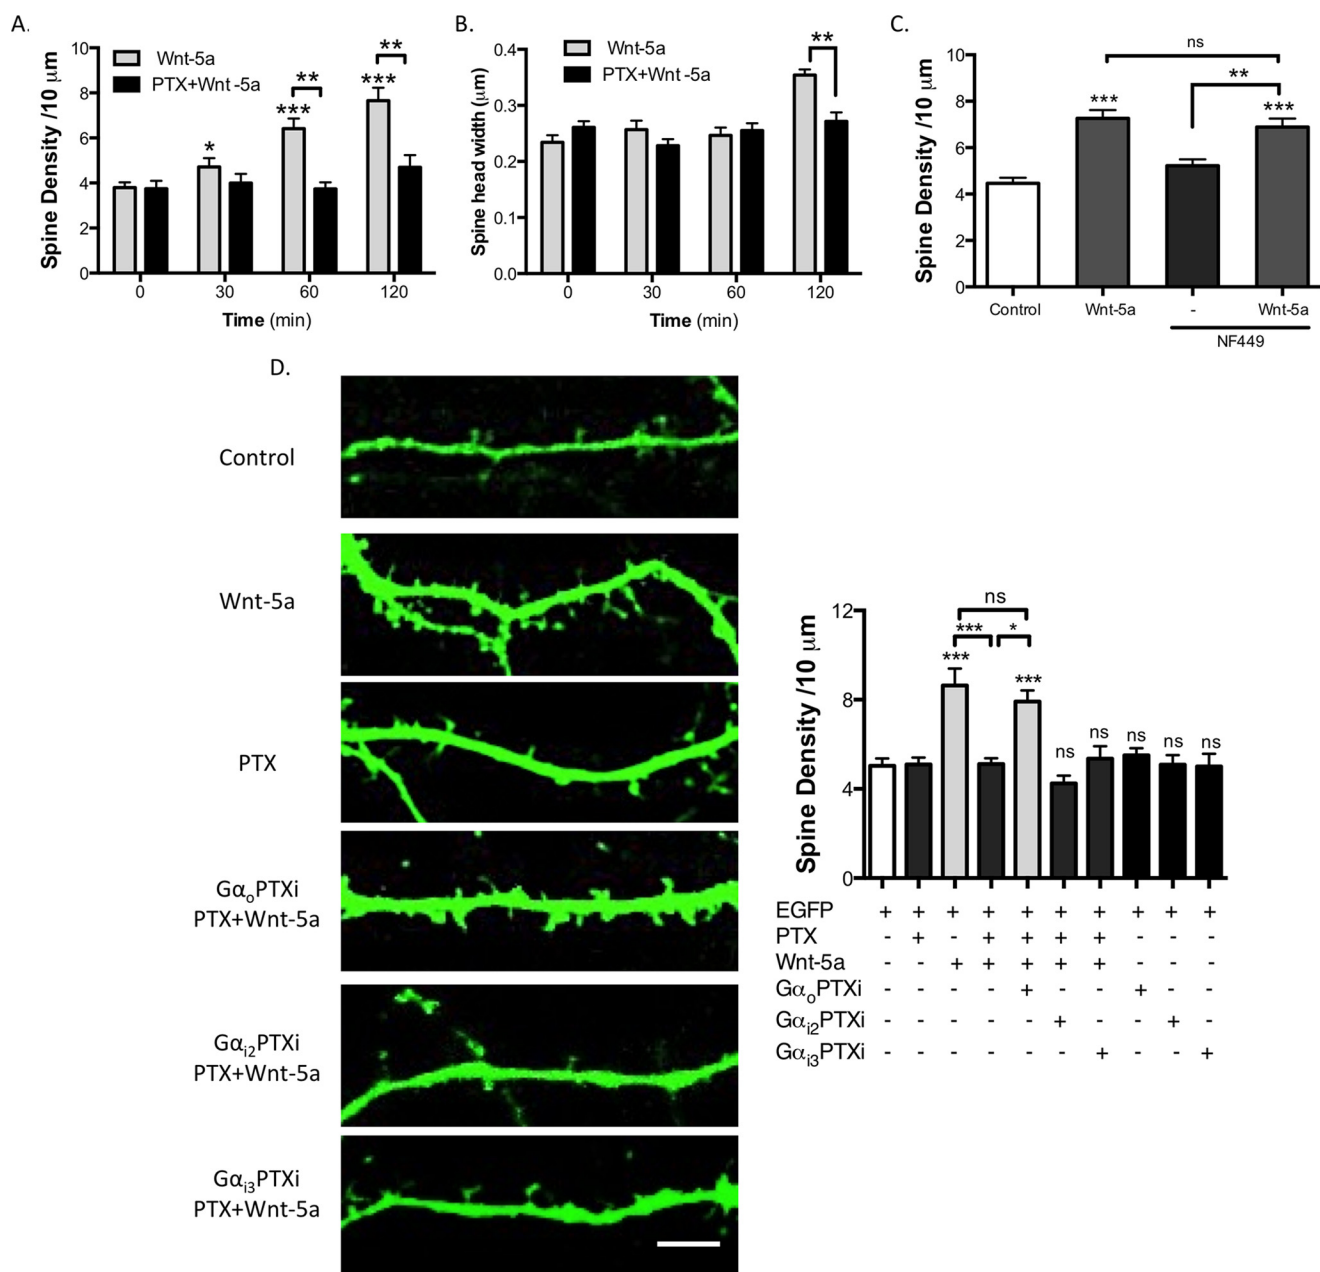 A.
Spine Density /10 μm
10
8
6
4
2
0
Wnt-5a
PTX+Wnt -5a
*
***
**
***
**
0 30 60 120
Time (min)
B.
Spine head width (μm)
0.4
0.3
0.2
0.1
0.0
Wnt-5a
PTX+Wnt -5a
**
0 30 60 120
Time (min)
C.
Spine Density /10 μm
10
8
6
4
2
0
ns
**
***
***
Control Wnt-5a - Wnt-5a
NF449
D.
Control
Wnt-5a
PTX
GαoPTXi
PTX+Wnt-5a
Gαi2PTXi
PTX+Wnt-5a
Gαi3PTXi
PTX+Wnt-5a
Spine Density /10 μm
12
8
4
0
ns
*** *
***
***
ns ns ns ns ns
EGFP + + + + + + + + + +
PTX - + - + + + + - - -
Wnt-5a - - + + + + + - - -
GαoPTXi - - - - + - - + - -
Gαi2PTXi - - - - - + - - + -
Gαi3PTXi - - - - - - + - - +